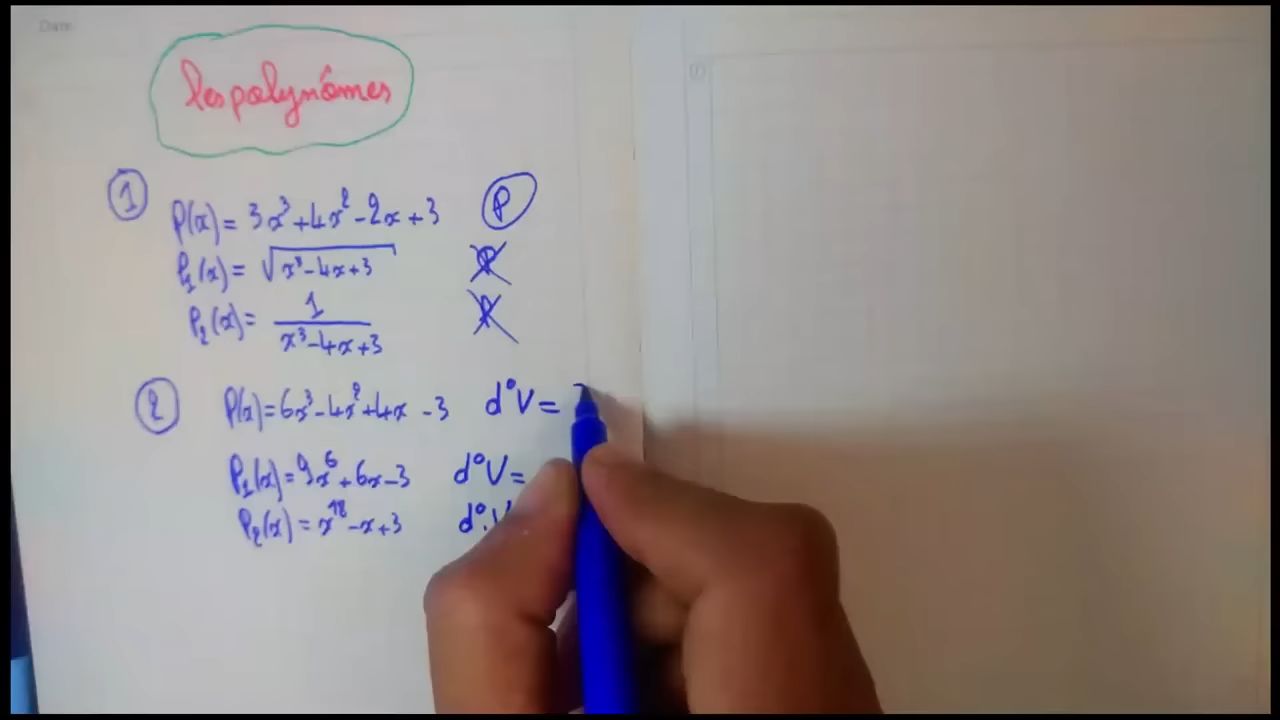 Date:
les polynômes
1 P(x) = 3x³ + 4x² - 2x + 3 P
P₁(x) = √(x³ - 4x + 3) P
P₂(x) = 1/(x³ - 4x + 3) P
2 P(x) = 6x³ - 4x² + 4x - 3 d°V =
P₁(x) = 9x⁶ + 6x - 3 d°V =
P₂(x) = x¹⁸ - x + 3 d°.V